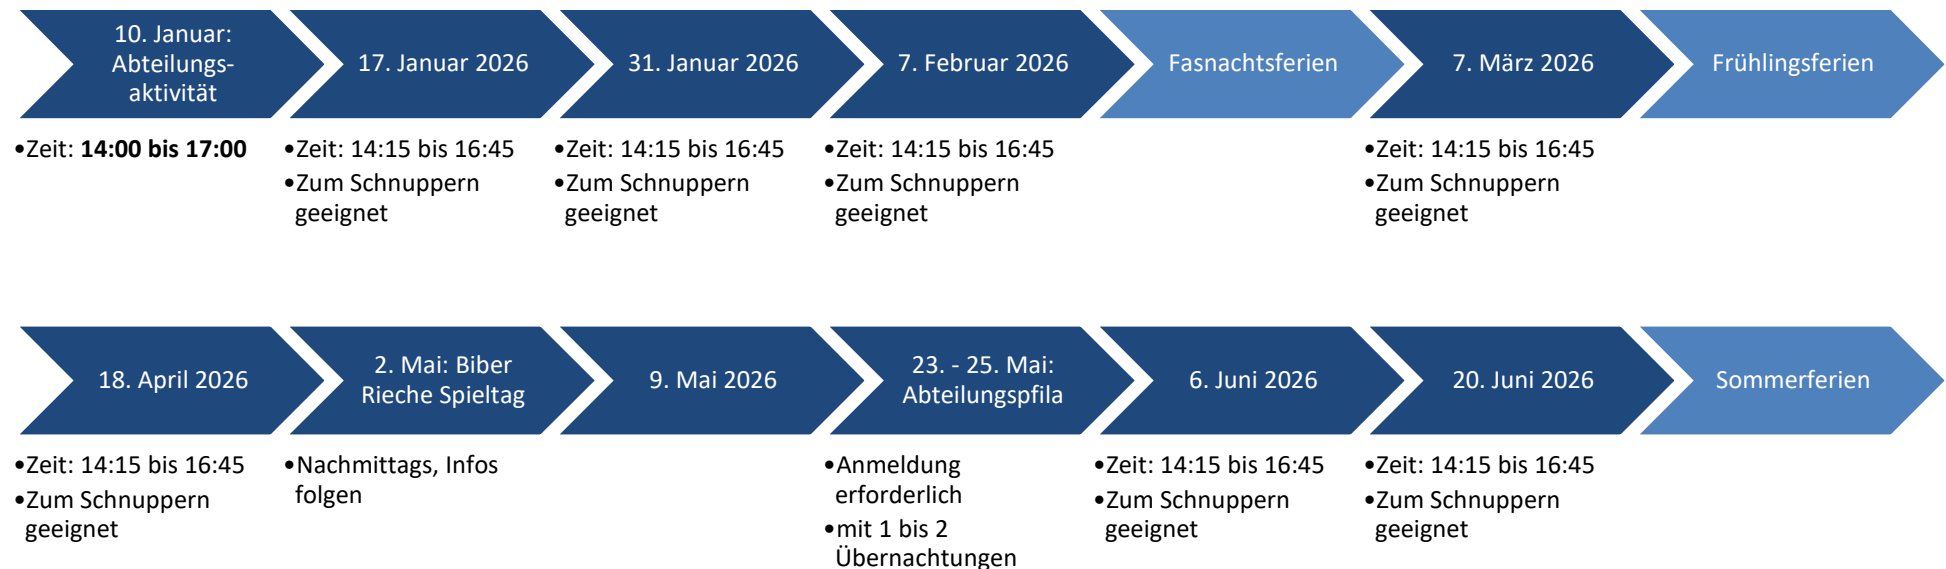 10. Januar:
Abteilungs-
aktivität
17. Januar 2026
31. Januar 2026
7. Februar 2026
Fasnachtsferien
7. März 2026
Frühlingsferien
•Zeit: 14:00 bis 17:00
•Zeit: 14:15 bis 16:45
•Zum Schnuppern
geeignet
•Zeit: 14:15 bis 16:45
•Zum Schnuppern
geeignet
•Zeit: 14:15 bis 16:45
•Zum Schnuppern
geeignet
•Zeit: 14:15 bis 16:45
•Zum Schnuppern
geeignet
18. April 2026
2. Mai: Biber
Rieche Spieltag
9. Mai 2026
23. - 25. Mai:
Abteilungspfila
6. Juni 2026
20. Juni 2026
Sommerferien
•Zeit: 14:15 bis 16:45
•Zum Schnuppern
geeignet
•Nachmittags, Infos
folgen
•Anmeldung
erforderlich
•mit 1 bis 2
Übernachtungen
•Zeit: 14:15 bis 16:45
•Zum Schnuppern
geeignet
•Zeit: 14:15 bis 16:45
•Zum Schnuppern
geeignet